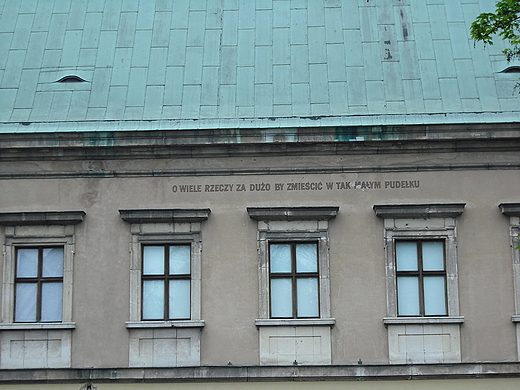 O WIELE RZECZY ZA DUŻO BY ZMIEŚCIĆ W TAK MAŁYM PUDEŁKU